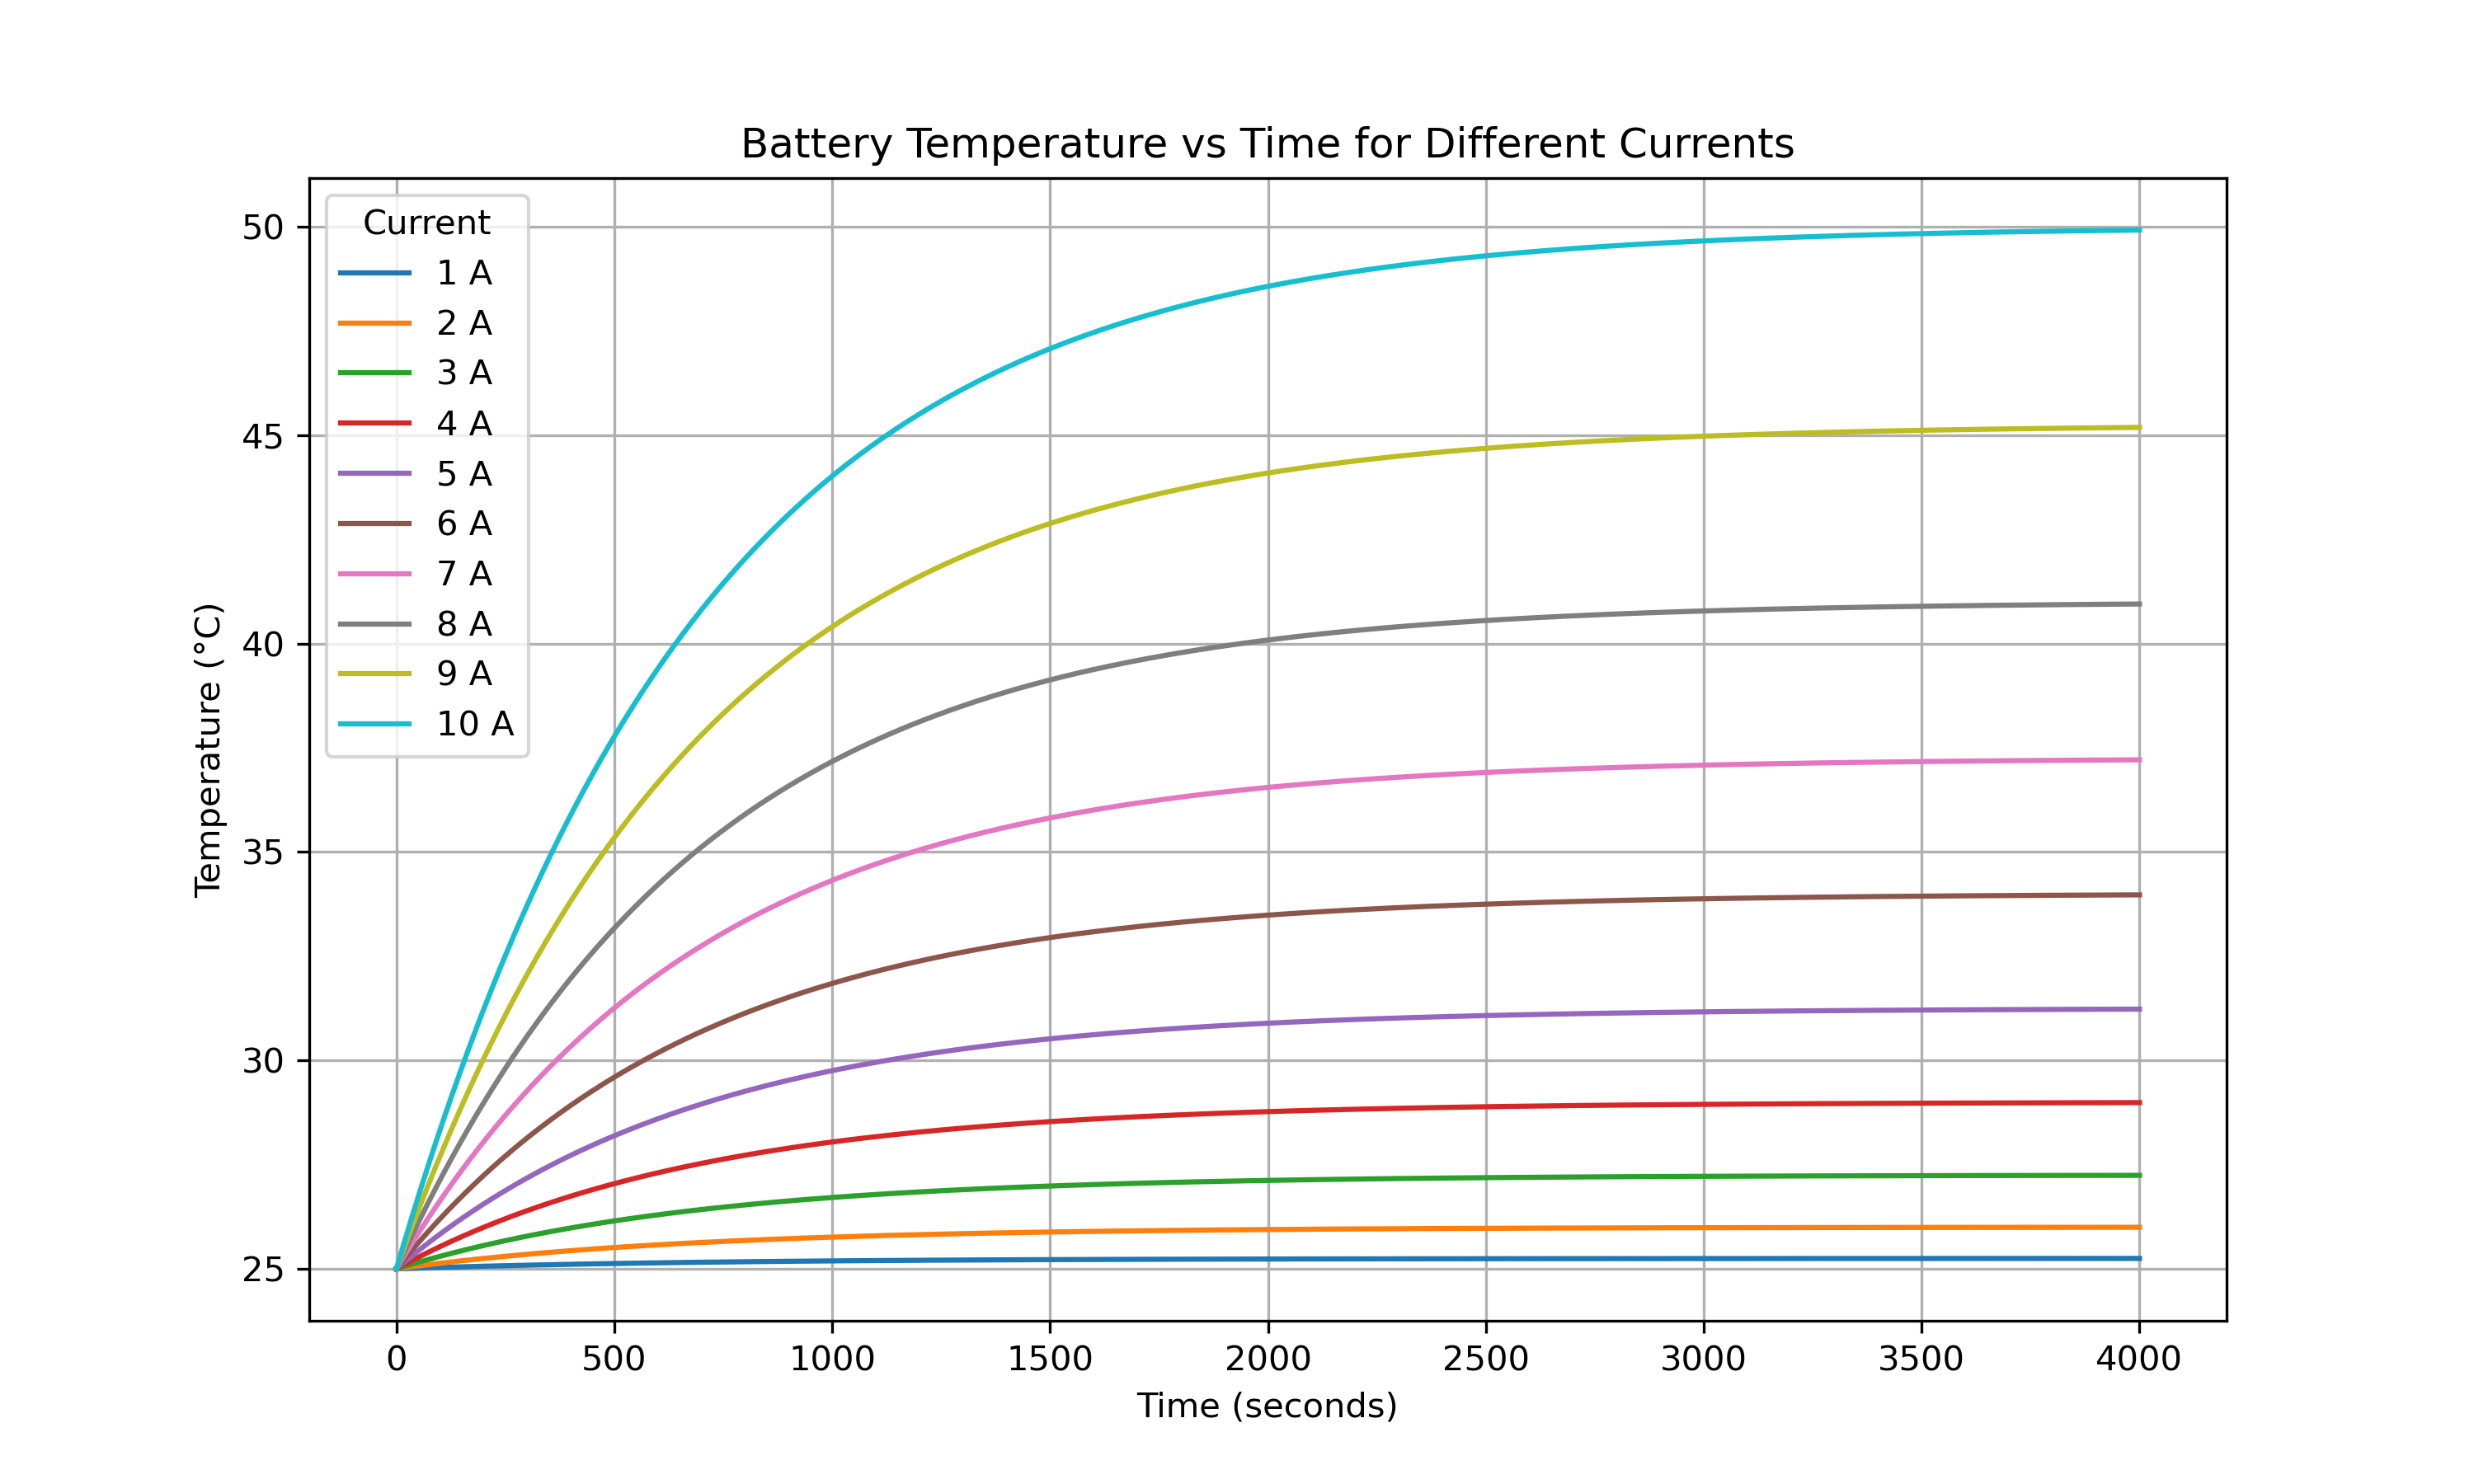 Battery Temperature vs Time for Different Currents
Current
1 A
2 A
3 A
4 A
5 A
6 A
7 A
8 A
9 A
10 A
Temperature (°C)
50
45
40
35
30
25
0 500 1000 1500 2000 2500 3000 3500 4000
Time (seconds)